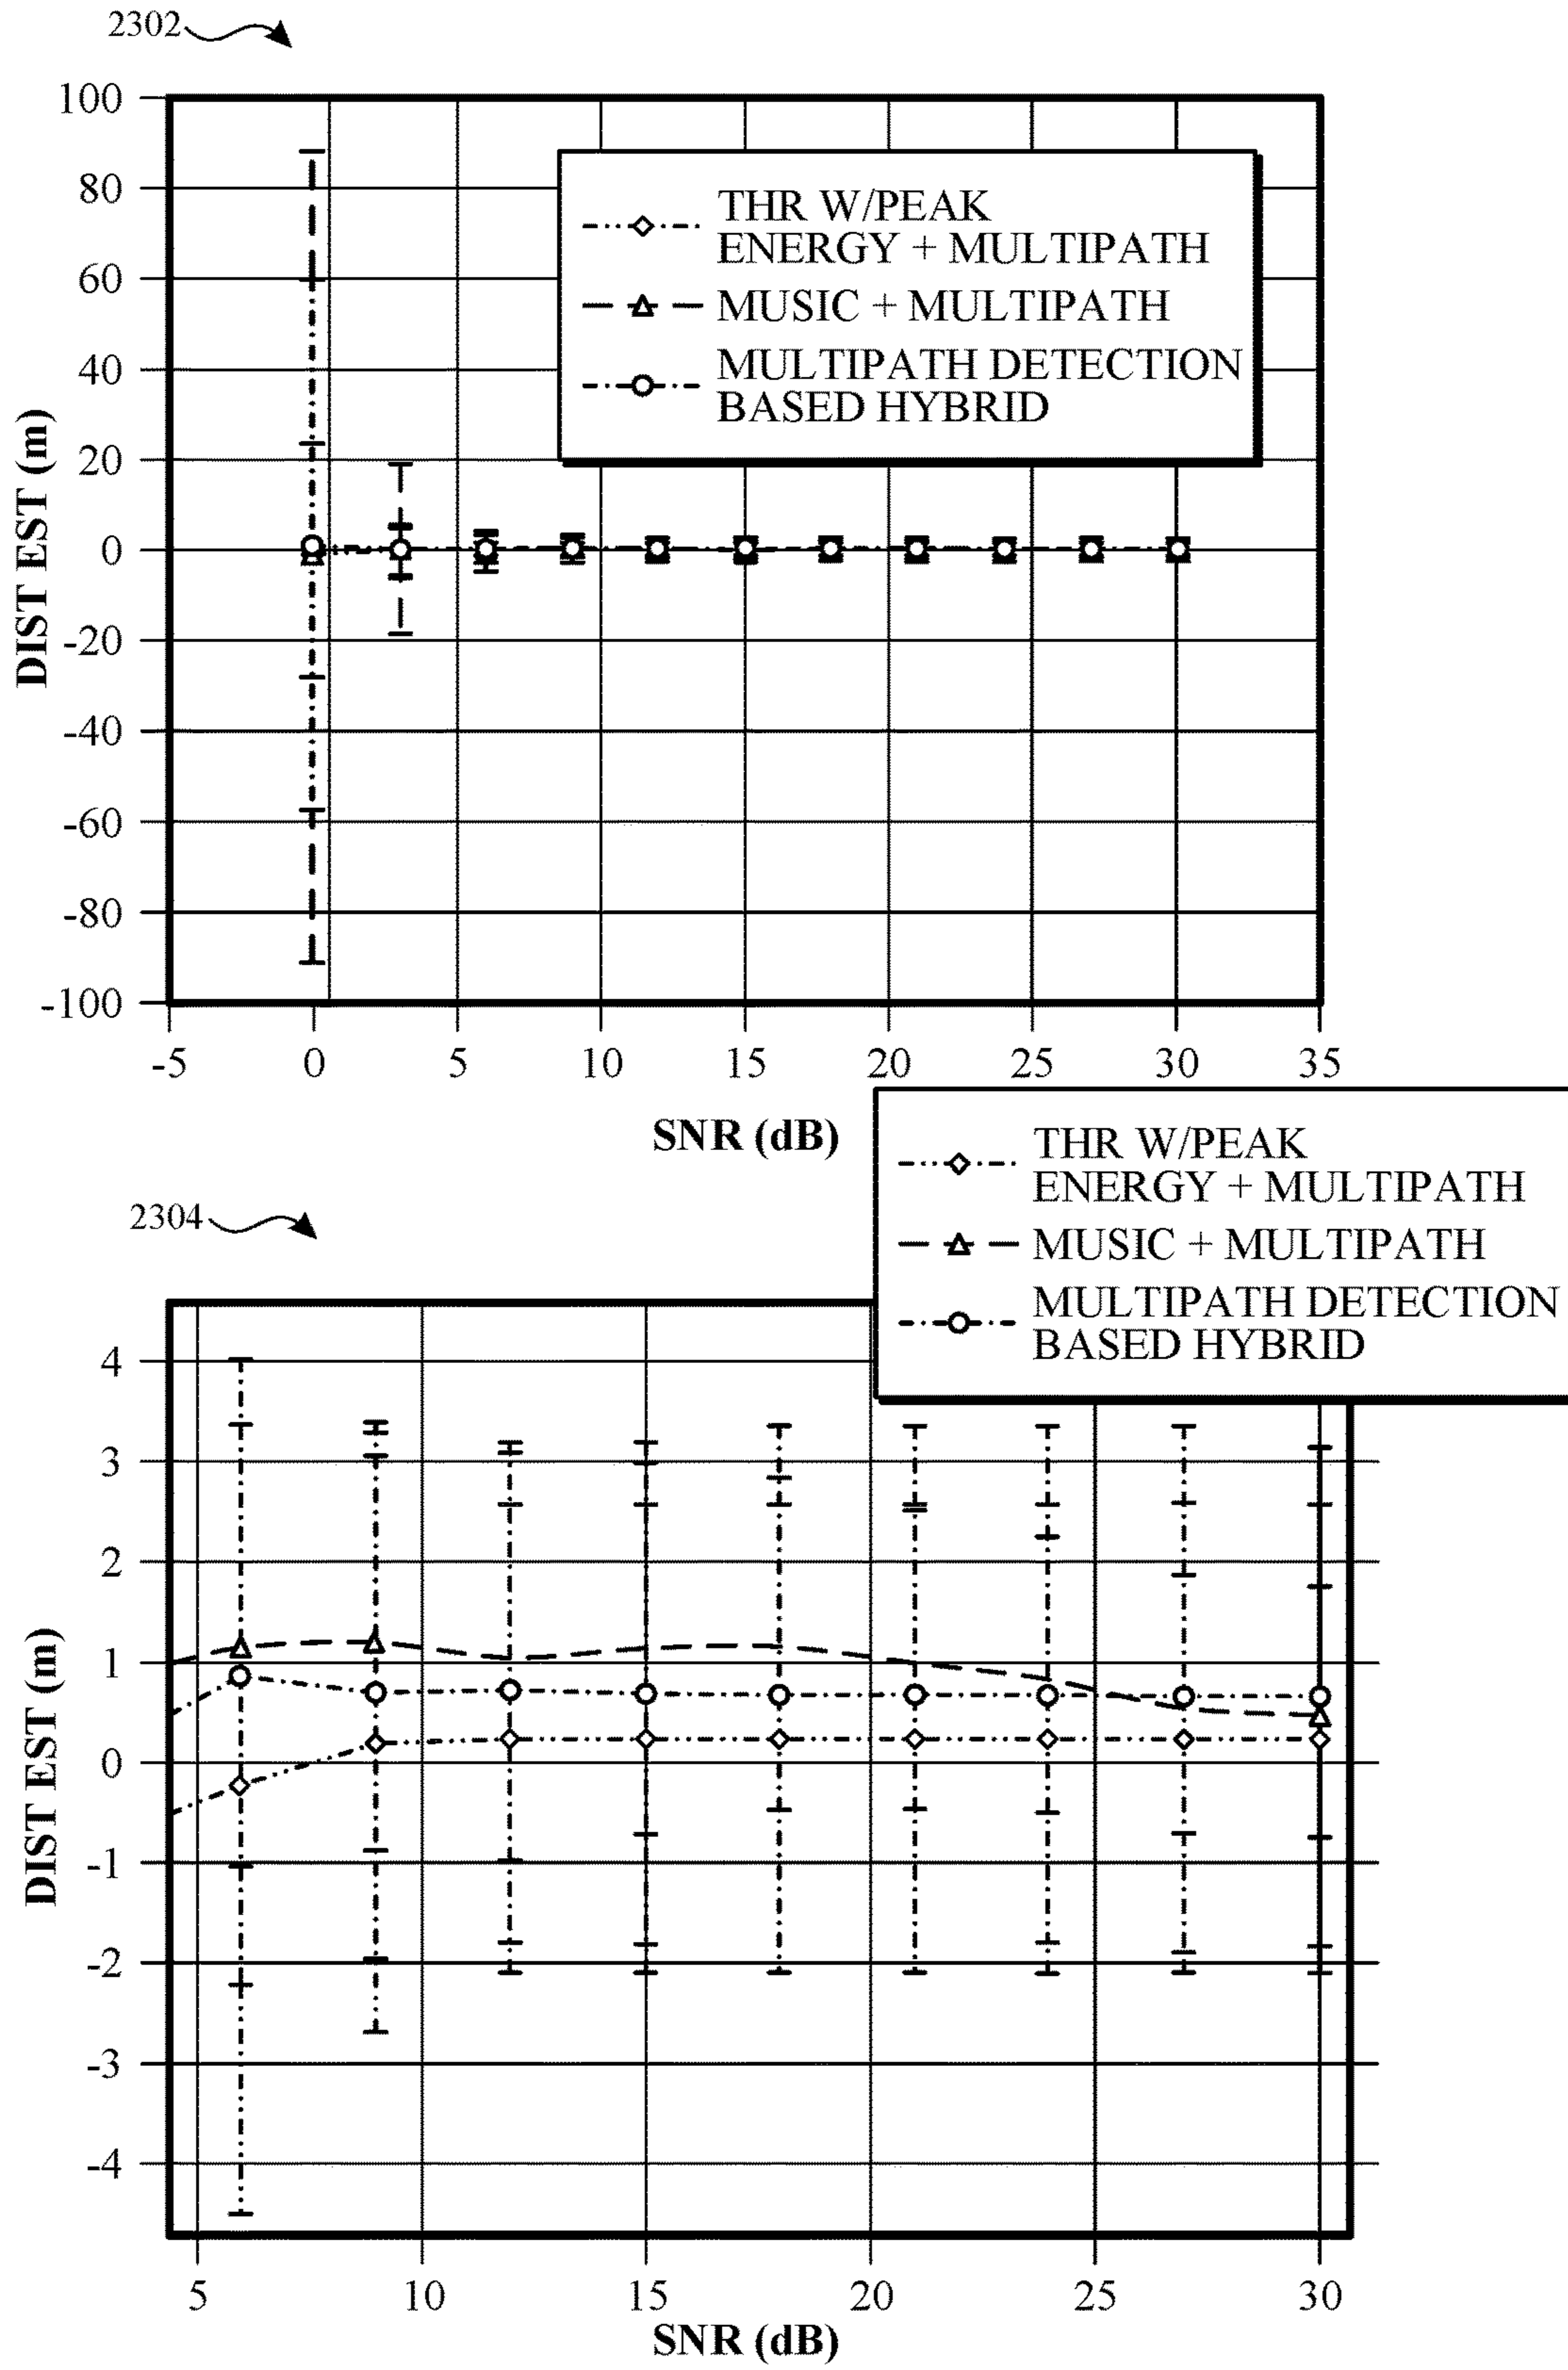 2302
100
80
60
40
20
0
-20
-40
-60
-80
-100
DIST EST (m)
THR W/PEAK
ENERGY + MULTIPATH
MUSIC + MULTIPATH
MULTIPATH DETECTION
BASED HYBRID
-5 0 5 10 15 20 25 30 35
SNR (dB)
2304
THR W/PEAK
ENERGY + MULTIPATH
MUSIC + MULTIPATH
MULTIPATH DETECTION
BASED HYBRID
4
3
2
1
0
-1
-2
-3
-4
DIST EST (m)
5 10 15 20 25 30
SNR (dB)